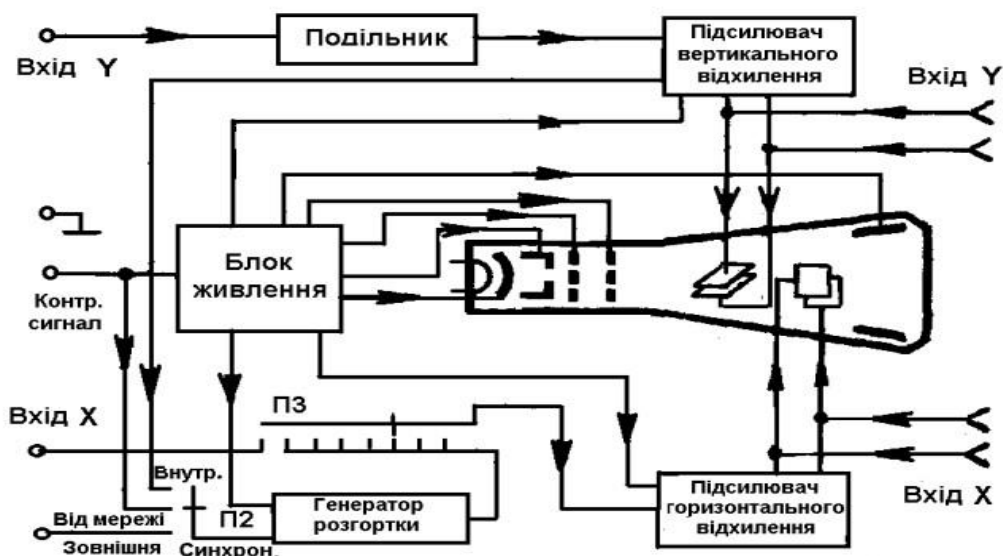 Подільник
Підсилювач
вертикального
відхилення
Вхід Y
Вхід Y
Блок
живлення
Контр.
сигнал
П3
Вхід X
Внутр.
П2
Від мережі
Зовнішня
Синхрон.
Генератор
розгортки
Підсилювач
горизонтального
відхилення
Вхід X